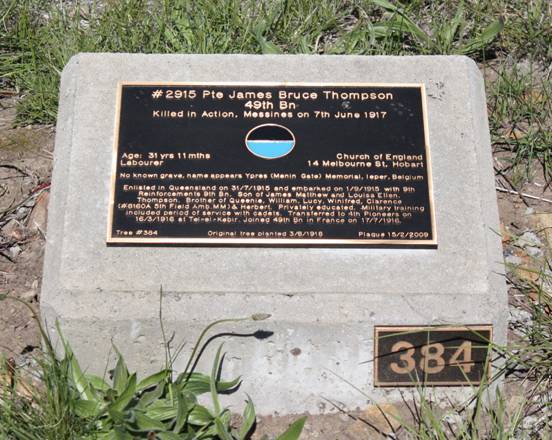 #2915 Pte James Bruce Thompson
49th Bn
Killed in Action, Messines on 7th June 1917
Age: 31 yrs 11 mths
Labourer
Church of England
14 Melbourne St, Hobart
No known grave, name appears Ypres (Menin Gate) Memorial, Ieper, Belgium
Enlisted in Queensland on 31/7/1915 and embarked on 1/9/1915 with 9th
Reinforcements 9th Bn. Son of James Matthew and Louisa Ellen
Thompson. Brother of Queenie, William, Lucy, Winifred, Clarence
(#6160A 5th Field Amb.MM) & Herbert. Privately educated. Military training
included period of service with cadets. Transferred to 4th Pioneers on
16/3/1916 at Tel-el-Kebir. Joined 49th Bn in France on 17/7/1916.
Tree #384
Original tree planted 3/8/1918
Plaque 15/2/2009
384